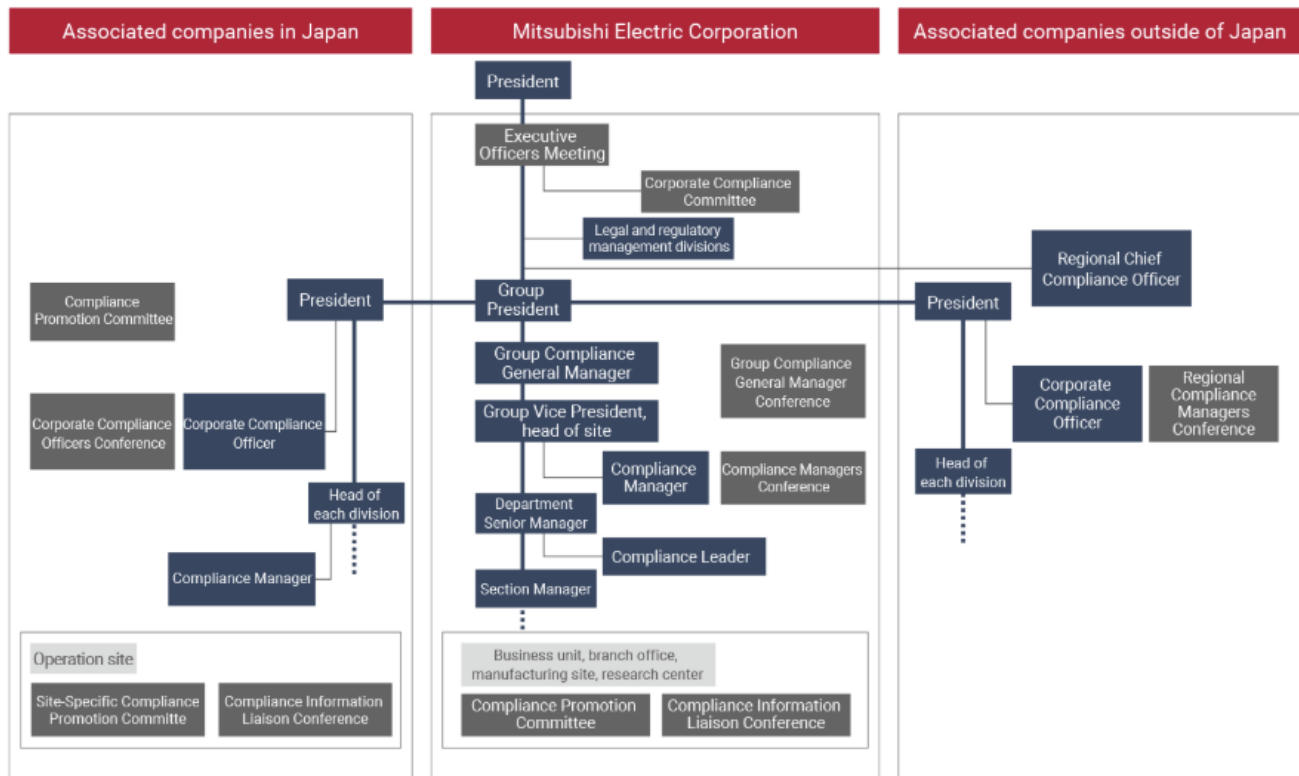 Associated companies in Japan
Mitsubishi Electric Corporation
Associated companies outside of Japan
President
Executive
Officers Meeting
Corporate Compliance
Committee
Legal and regulatory
management divisions
Regional Chief
Compliance Officer
Compliance
Promotion Committee
President
Group
President
President
Group Compliance
General Manager
Group Compliance
General Manager
Conference
Corporate Compliance
Officers Conference
Corporate Compliance
Officer
Group Vice President,
head of site
Corporate
Compliance
Officer
Regional
Compliance
Managers
Conference
Compliance
Manager
Compliance Managers
Conference
Head of
each division
Head of
each division
Department
Senior Manager
Compliance Leader
Compliance Manager
Section Manager
Operation site
Site-Specific Compliance
Promotion Committe
Compliance Information
Liaison Conference
Business unit, branch office,
manufacturing site, research center
Compliance Promotion
Committee
Compliance Information
Liaison Conference